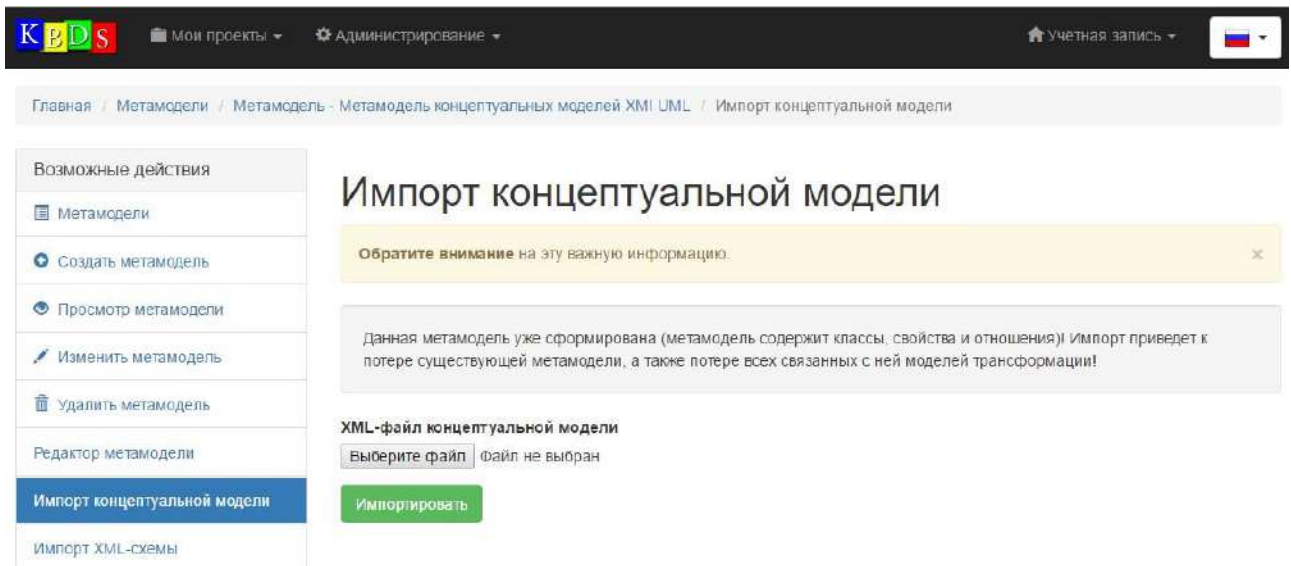 KBDS Мои проекты Администрирование Учетная запись
Главная / Метамодели / Метамодель - Метамодель концептуальных моделей XMI UML / Импорт концептуальной модели
Возможные действия
Метамодели
Создать метамодель
Просмотр метамодели
Изменить метамодель
Удалить метамодель
Редактор метамодели
Импорт концептуальной модели
Импорт XML-схемы
Импорт концептуальной модели
Обратите внимание на эту важную информацию. ×
Данная метамодель уже сформирована (метамодель содержит классы, свойства и отношения)! Импорт приведет к
потере существующей метамодели, а также потере всех связанных с ней моделей трансформации!
XML-файл концептуальной модели
Выберите файл Файл не выбран
Импортировать